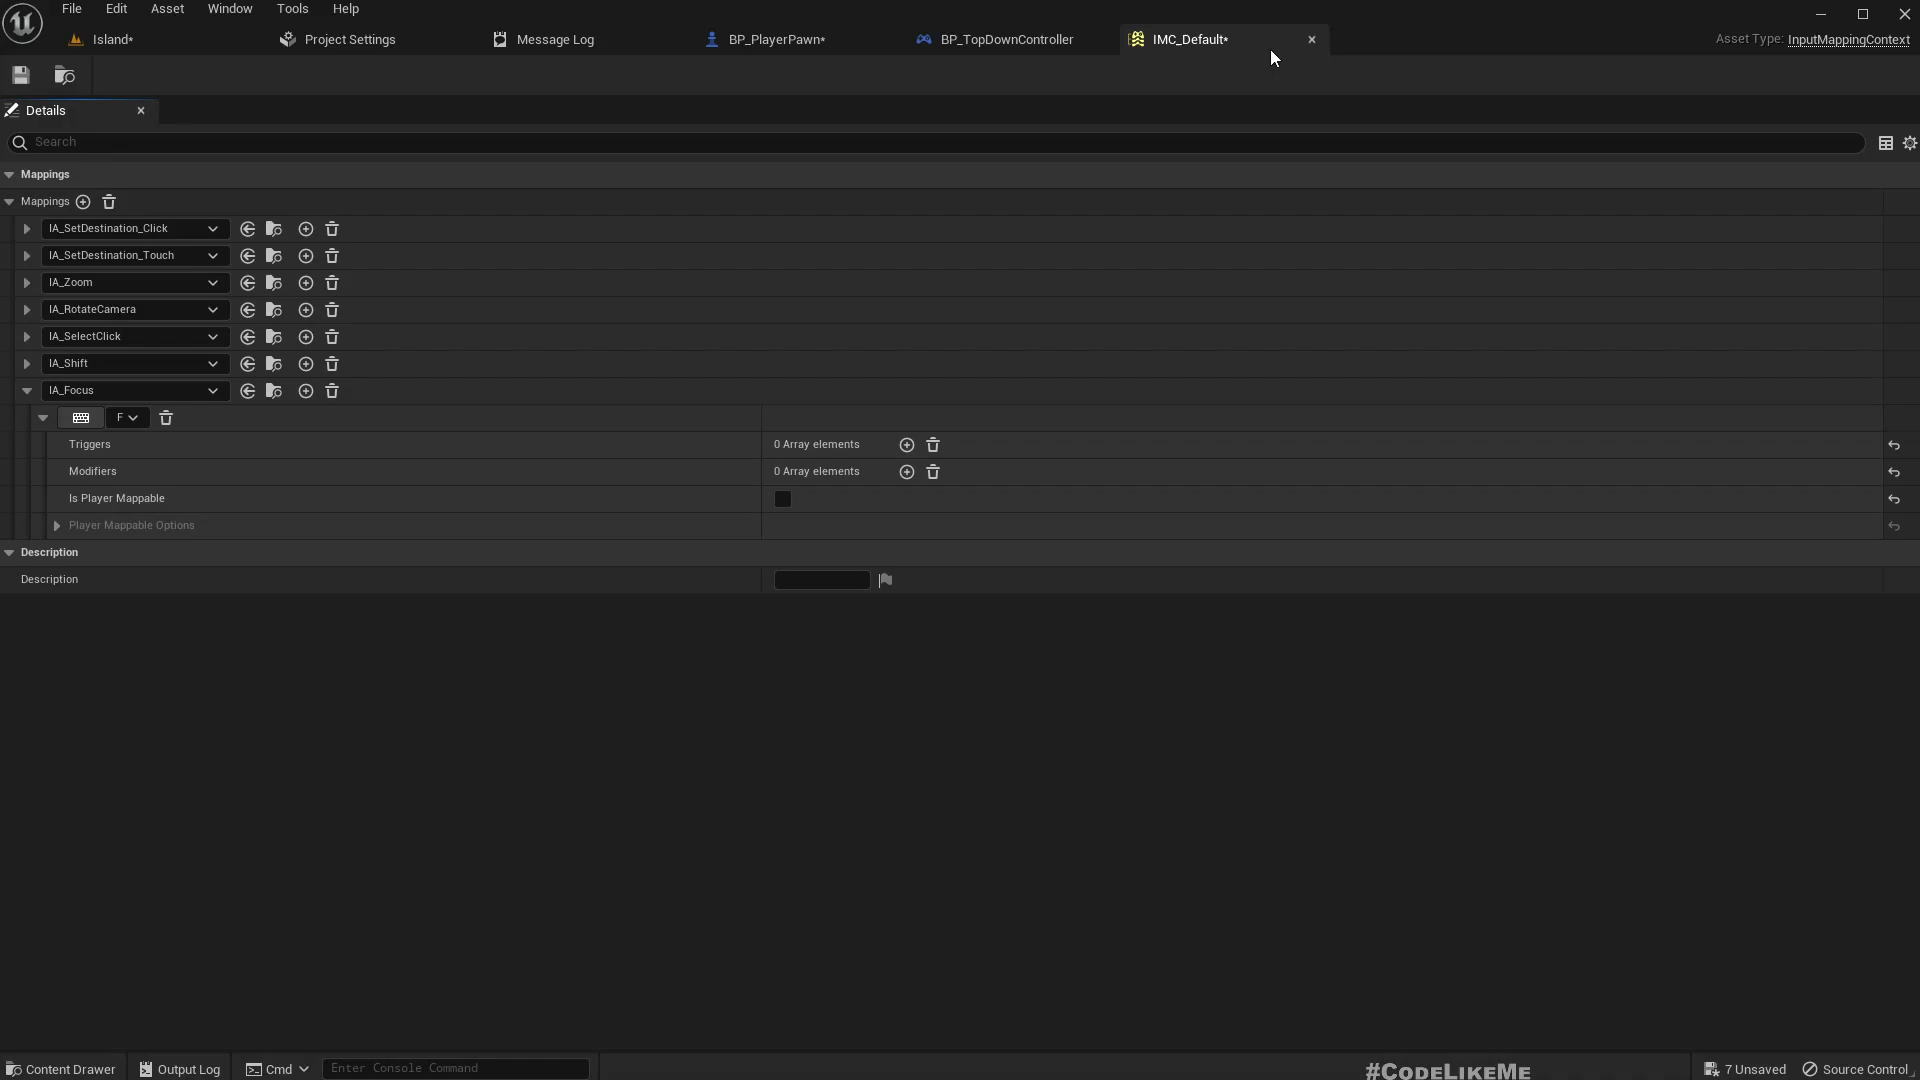 File Edit Asset Window Tools Help
Island* Project Settings Message Log BP_PlayerPawn* BP_TopDownController IMC_Default* Asset Type: InputMappingContext
Details
Search
Mappings
Mappings
IA_SetDestination_Click
IA_SetDestination_Touch
IA_Zoom
IA_RotateCamera
IA_SelectClick
IA_Shift
IA_Focus
F
Triggers 0 Array elements
Modifiers 0 Array elements
Is Player Mappable
Player Mappable Options
Description
Description
Content Drawer Output Log Cmd Enter Console Command #CODELIKEME 7 Unsaved Source Control